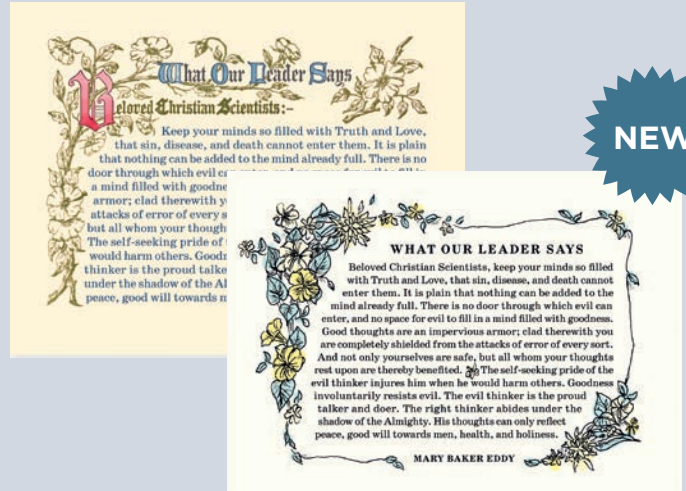 What Our Leader Says
Beloved Christian Scientists:-
Keep your minds so filled with Truth and Love,
that sin, disease, and death cannot enter them. It is plain
that nothing can be added to the mind already full. There is no
door through which evil
a mind filled with
armor; clad therewith
attacks of error of every
but all whom your
The self-seeking pride of
would harm others.
thinker is the proud
under the shadow of the
peace, good will towards
NEW
WHAT OUR LEADER SAYS
Beloved Christian Scientists, keep your minds so filled
with Truth and Love, that sin, disease, and death cannot
enter them. It is plain that nothing can be added to the
mind already full. There is no door through which evil can
enter, and no space for evil to fill in a mind filled with goodness.
Good thoughts are an impervious armor; clad therewith you
are completely shielded from the attacks of error of every sort.
And not only yourselves are safe, but all whom your thoughts
rest upon are thereby benefited. The self-seeking pride of the
evil thinker injures him when he would harm others. Goodness
involuntarily resists evil. The evil thinker is the proud
talker and doer. The right thinker abides under the
shadow of the Almighty. His thoughts can only reflect
peace, good will towards men, health, and holiness.
MARY BAKER EDDY